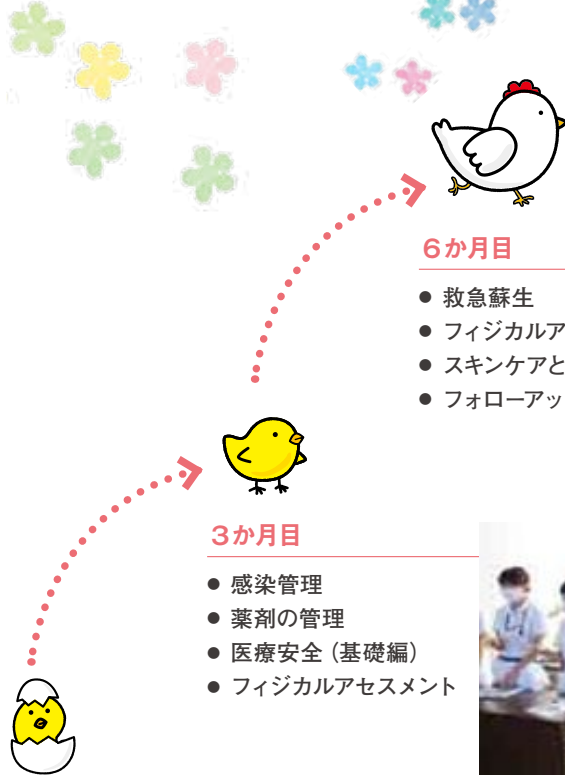 6か月目
● 救急蘇生
● フィジカルア
● スキンケアと
● フォローアッ
3か月目
● 感染管理
● 薬剤の管理
● 医療安全（基礎編）
● フィジカルアセスメント